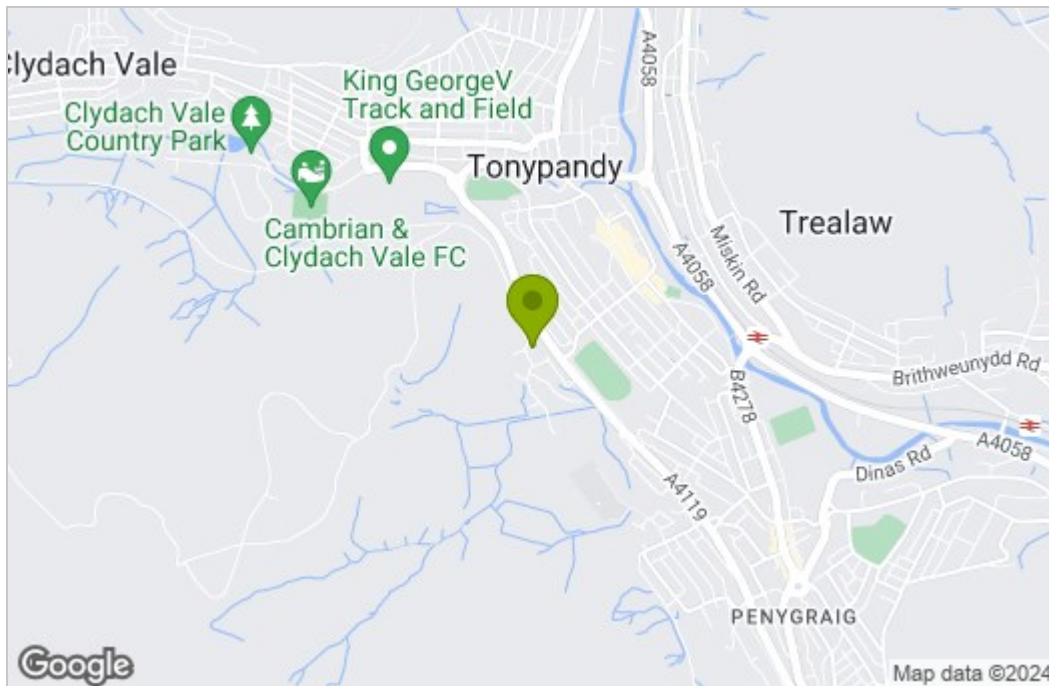 Clydach Vale
A4058
King GeorgeV
Track and Field
Clydach Vale
Country Park
Tonypandy
Trealaw
Cambrian &
Clydach Vale FC
Miskin Rd
A4058
Brithweunydd Rd
B4278
A4058
Dinas Rd
A4119
PENYGRAIG
Google
Map data ©2024